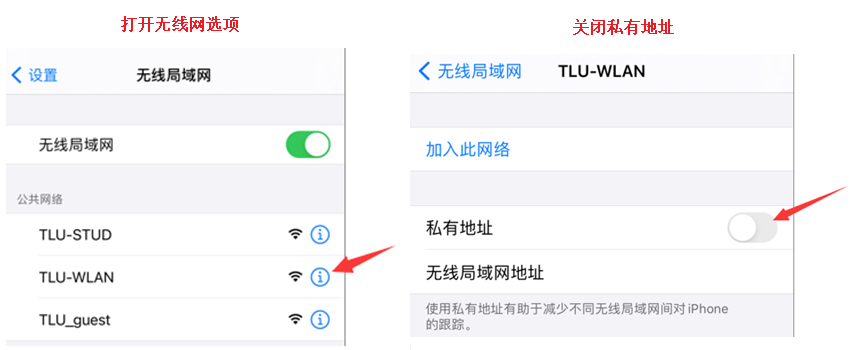 打开无线网选项
设置
无线局域网
无线局域网
公共网络
TLU-STUD
TLU-WLAN
TLU_guest
关闭私有地址
无线局域网
TLU-WLAN
加入此网络
私有地址
无线局域网地址
使用私有地址有助于减少不同无线局域网间对iPhone
的跟踪。